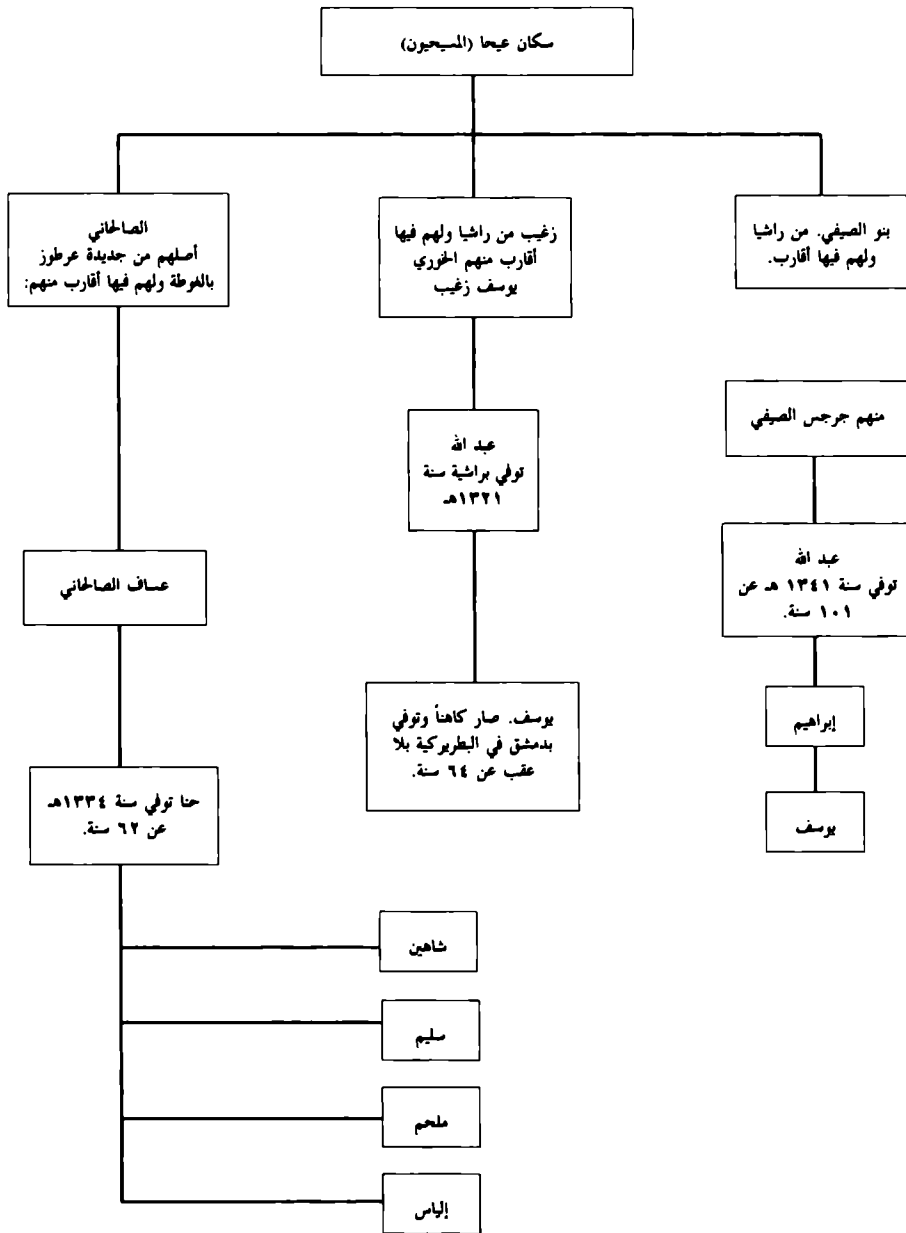 سكان عيحا (المسيحيون)
بنو الصيفي. من راشيا
ولهم فيها أقارب.
منهم جرجس الصيفي
عبد الله
توفي سنة ١٣٤١ هـ عن
١٠١ سنة.
إبراهيم
يوسف
زغيب من راشيا ولهم فيها
أقارب منهم الخوري
يوسف زغيب
عبد الله
توفي براشية سنة
١٣٢١هـ
يوسف. صار كاهناً وتوفي
بدمشق في البطريركية بلا
عقب عن ٦٤ سنة.
الصالحاني
أصلهم من جديدة عرطوز
بالغوطة ولهم فيها أقارب منهم:
عساف الصالحاني
حنا توفي سنة ١٣٣٤هـ
عن ٦٢ سنة.
شاهين
سليم
ملحم
إلياس